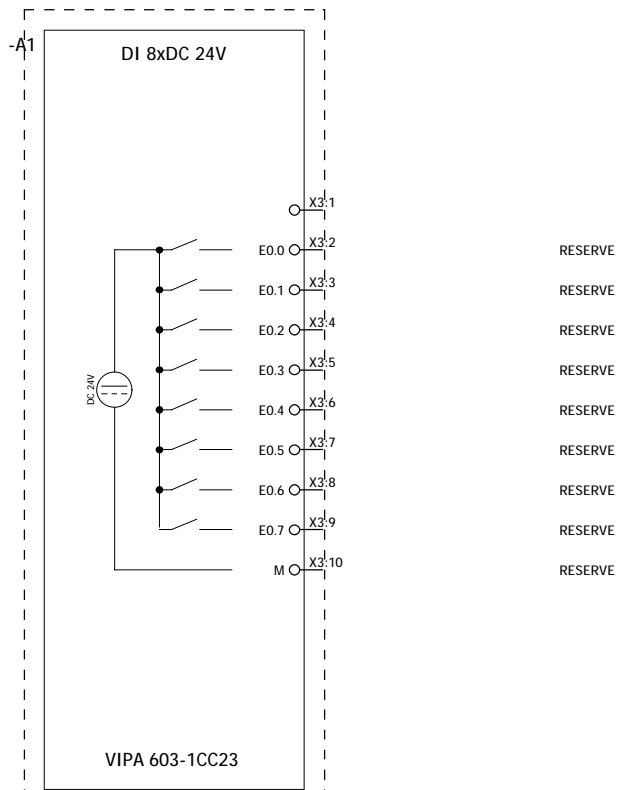 -A1
DI 8xDC 24V
X3:1
E0.0 X3:2 RESERVE
E0.1 X3:3 RESERVE
E0.2 X3:4 RESERVE
E0.3 X3:5 RESERVE
DC 24V
E0.4 X3:6 RESERVE
E0.5 X3:7 RESERVE
E0.6 X3:8 RESERVE
E0.7 X3:9 RESERVE
M X3:10 RESERVE
VIPA 603-1CC23